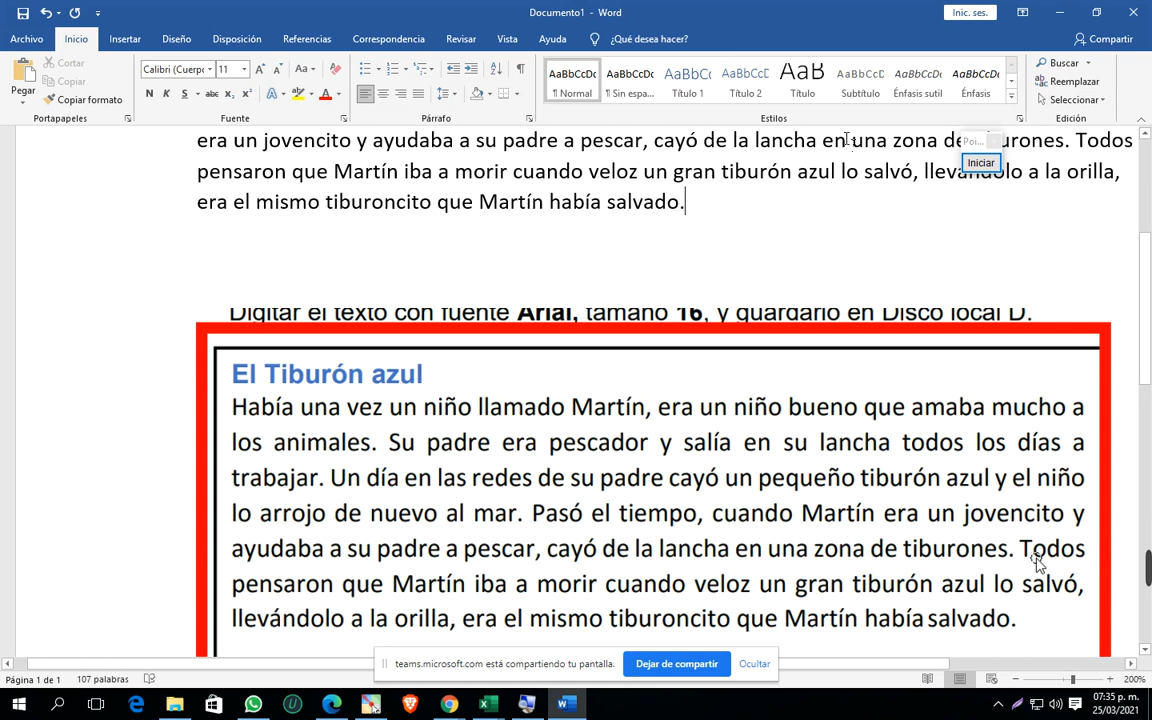 Documento1 - Word
Inic. ses.
Archivo Inicio Insertar Diseño Disposición Referencias Correspondencia Revisar Vista Ayuda ¿Qué desea hacer? Compartir
Pegar
Cortar
Copiar
Copiar formato
Portapapeles
Calibri (Cuerpo 11
N K S abc x₂ x²
Fuente
Párrafo
AaBbCcDc AaBbCcDc AaBbCc AaBbCcD AaB AaBbCcD AaBbCcDc AaBbCcDc
¶ Normal ¶ Sin espa... Título 1 Título 2 Título Subtítulo Énfasis sutil Énfasis
Estilos
Buscar
Reemplazar
Seleccionar
Edición
era un jovencito y ayudaba a su padre a pescar, cayó de la lancha en una zona de tiburones. Todos
Poi...
Iniciar
pensaron que Martín iba a morir cuando veloz un gran tiburón azul lo salvó, llevándolo a la orilla,
era el mismo tiburoncito que Martín había salvado.
Digitar el texto con fuente Arial, tamaño 16, y guardarlo en Disco local D.
El Tiburón azul
Había una vez un niño llamado Martín, era un niño bueno que amaba mucho a
los animales. Su padre era pescador y salía en su lancha todos los días a
trabajar. Un día en las redes de su padre cayó un pequeño tiburón azul y el niño
lo arrojo de nuevo al mar. Pasó el tiempo, cuando Martín era un jovencito y
ayudaba a su padre a pescar, cayó de la lancha en una zona de tiburones. Todos
pensaron que Martín iba a morir cuando veloz un gran tiburón azul lo salvó,
llevándolo a la orilla, era el mismo tiburoncito que Martín había salvado.
teams.microsoft.com está compartiendo tu pantalla. Dejar de compartir Ocultar
Página 1 de 1 107 palabras 200%
07:35 p. m.
25/03/2021